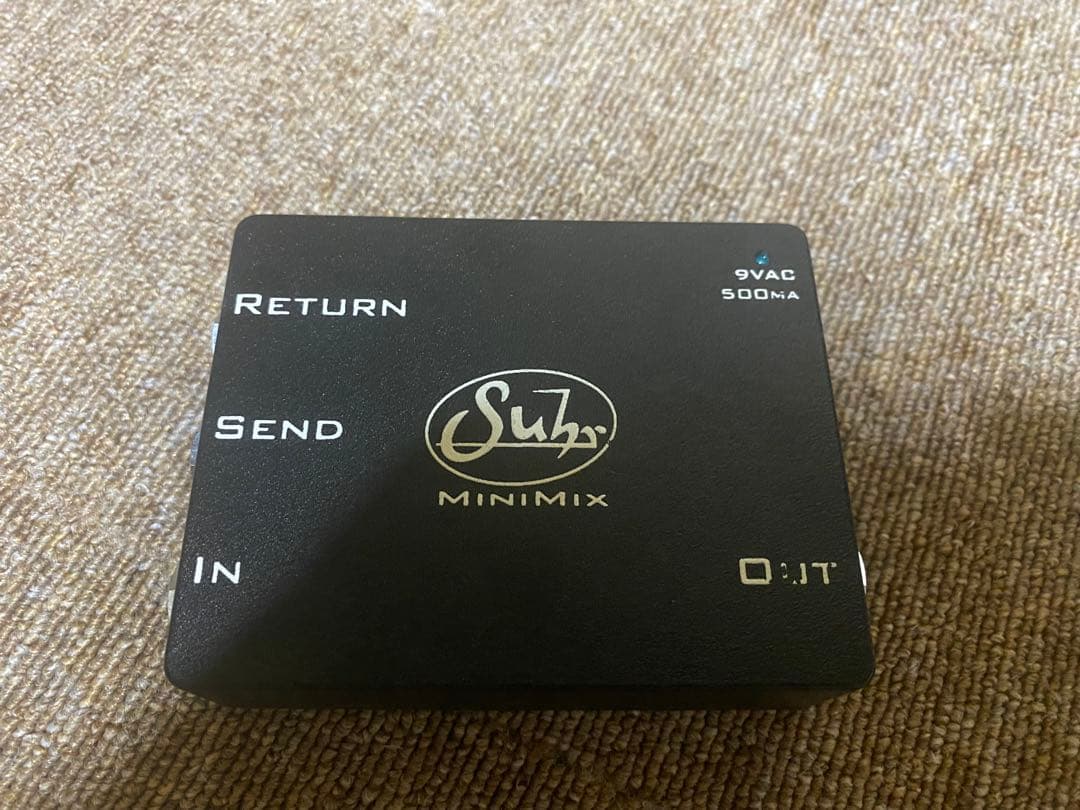 RETURN
9VAC
500MA
SEND
Suhr
MINIMIX
IN
OUT